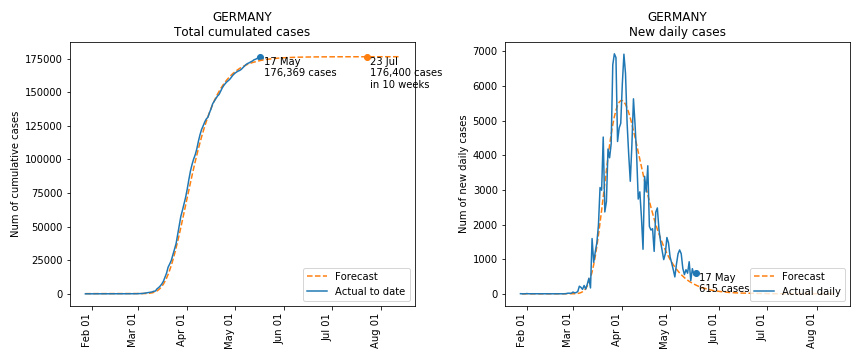 GERMANY
Total cumulated cases
Num of cumulative cases
175000
150000
125000
100000
75000
50000
25000
0
17 May
176,369 cases
23 Jul
176,400 cases
in 10 weeks
Forecast
Actual to date
Feb 01
Mar 01
Apr 01
May 01
Jun 01
Jul 01
Aug 01
GERMANY
New daily cases
Num of new daily cases
7000
6000
5000
4000
3000
2000
1000
0
17 May
615 cases
Forecast
Actual daily
Feb 01
Mar 01
Apr 01
May 01
Jun 01
Jul 01
Aug 01